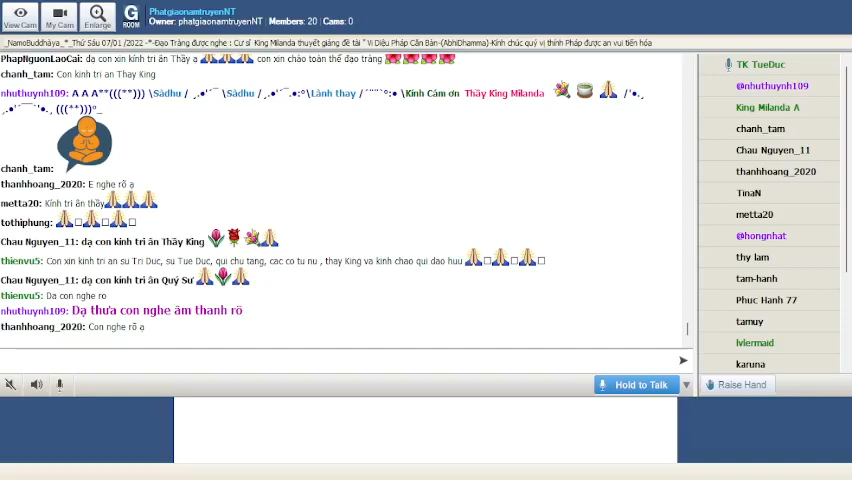 View Cam
My Cam
Enlarge
G
ROOM
PhatgiaonamtruyenNT
Owner: phatgiaonamtruyenNT | Members: 20 | Cams: 0
_NamoBuddhàya_*_Thứ Sáu 07/01 /2022 -*-Đạo Tràng được nghe : Cư sĩ King Milanda thuyết giảng đề tài " Vi Diệu Pháp Căn Bản-(AbhiDhamma)-Kính chúc quý vị thính Pháp được an vui tiến hóa
PhapNguonLaoCai: dạ con xin kính tri ân Thầy ạ con xin chào toàn thể đạo tràng
chanh_tam: Con kinh tri an Thay King
nhuthuynh109: A A A**(((**))) \Sàdhu / \Sàdhu / \Lành thay / \Kính Cám ơn Thầy King Milanda
(((**)))º_
chanh_tam:
thanhhoang_2020: E nghe rõ ạ
metta20: Kính tri ân thầy
tothiphung:
Chau Nguyen_11: dạ con kính tri ân Thầy King
thienvu5: Con xin kinh tri an su Tri Duc, su Tue Duc, qui chu tang, cac co tu nu , thay King va kinh chao qui dao huu
Chau Nguyen_11: dạ con kính tri ân Quý Sư
thienvu5: Da con nghe ro
nhuthuynh109: Dạ thưa con nghe âm thanh rõ
thanhhoang_2020: Con nghe rõ ạ
Hold to Talk
TK TueDuc
@nhuthuynh109
King Milanda A
chanh_tam
Chau Nguyen_11
thanhhoang_2020
TinaN
metta20
@hongnhat
thy lam
tam-hanh
Phuc Hanh 77
tamuy
lvlermaid
karuna
Raise Hand